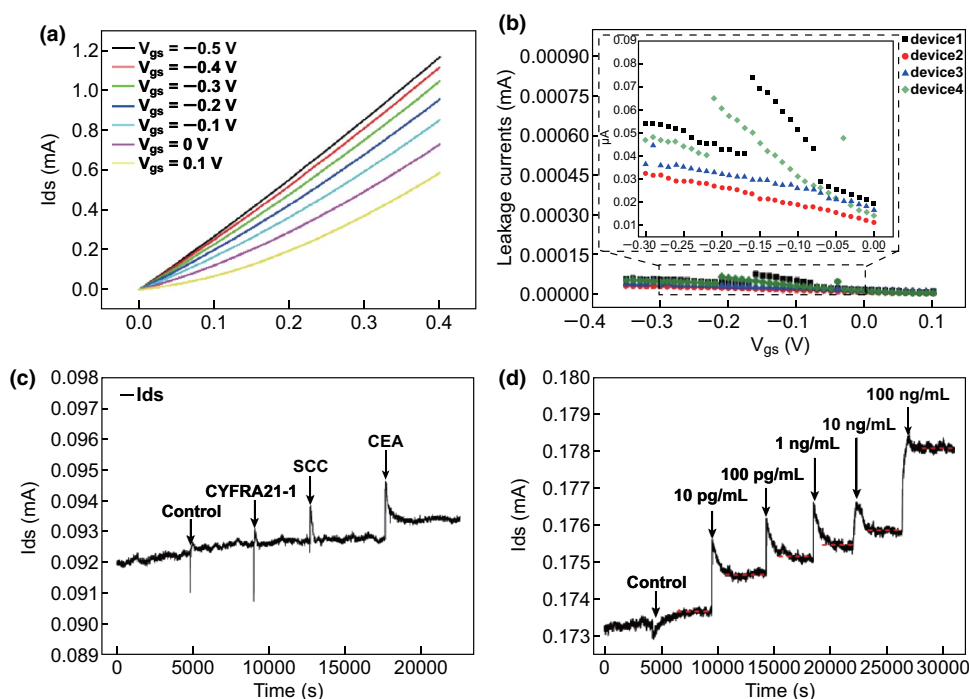 (a)
Vgs = −0.5 V
Vgs = −0.4 V
Vgs = −0.3 V
Vgs = −0.2 V
Vgs = −0.1 V
Vgs = 0 V
Vgs = 0.1 V
Ids (mA)
1.2
1.0
0.8
0.6
0.4
0.2
0.0
0.0 0.1 0.2 0.3 0.4
(b)
Leakage currents (mA)
0.00090
0.00075
0.00060
0.00045
0.00030
0.00015
0.00000
−0.4 −0.3 −0.2 −0.1 0.0 0.1
Vgs (V)
device1
device2
device3
device4
μA
0.09
0.08
0.07
0.06
0.05
0.04
0.03
0.02
0.01
−0.30 −0.25 −0.20 −0.15 −0.10 −0.05 0.00
(c)
Ids
Ids (mA)
0.098
0.096
0.095
0.094
0.093
0.092
0.090
0.089
Control
CYFRA21-1
SCC
CEA
0 5000 10000 15000 20000
Time (s)
(d)
Ids (mA)
0.180
0.179
0.178
0.176
0.175
0.174
0.173
Control
10 pg/mL
100 pg/mL
1 ng/mL
10 ng/mL
100 ng/mL
0 5000 10000 15000 20000 25000 30000
Time (s)